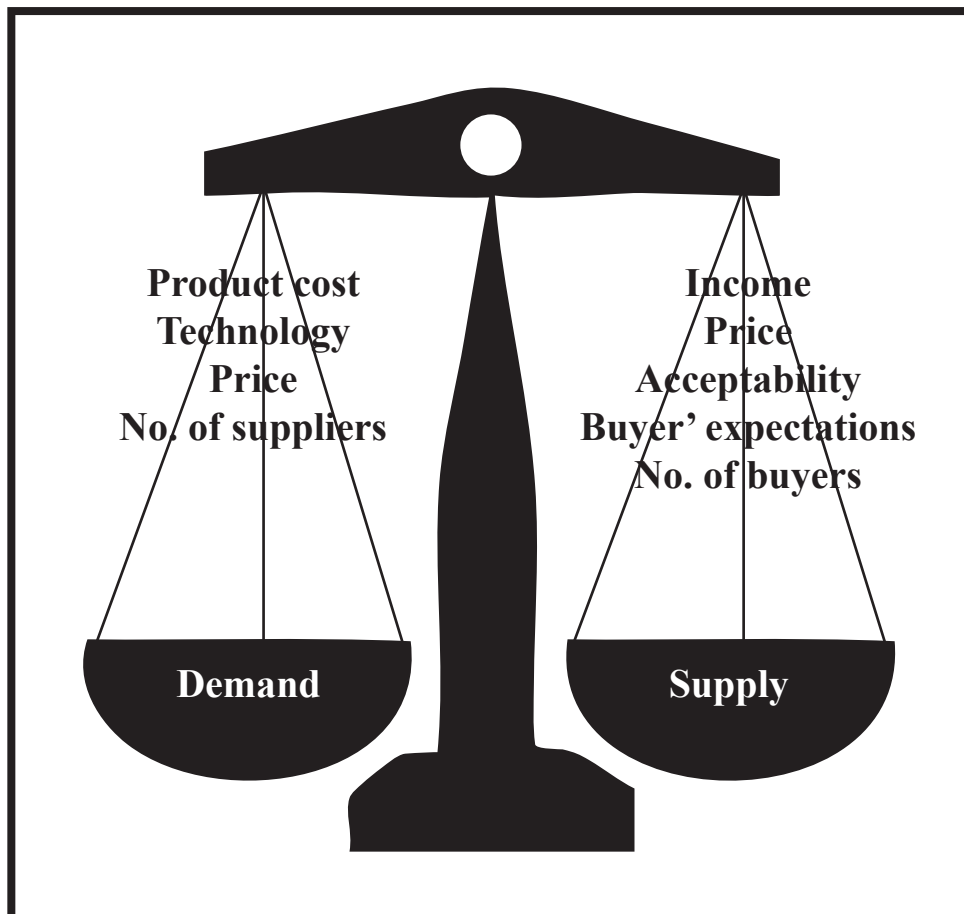 Product cost
Technology
Price
No. of suppliers
Income
Price
Acceptability
Buyer’ expectations
No. of buyers
Demand
Supply